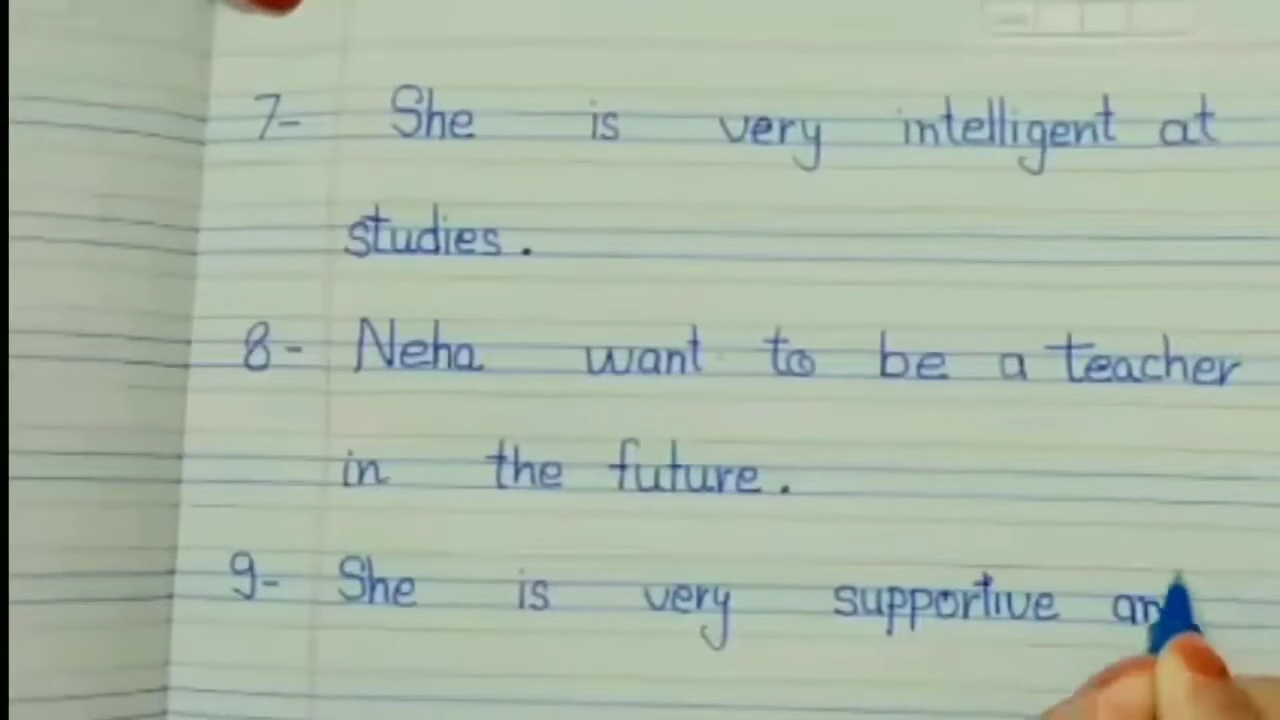 7- She is very intelligent at
studies.
8- Neha want to be a teacher
in the future.
9- She is very supportive an